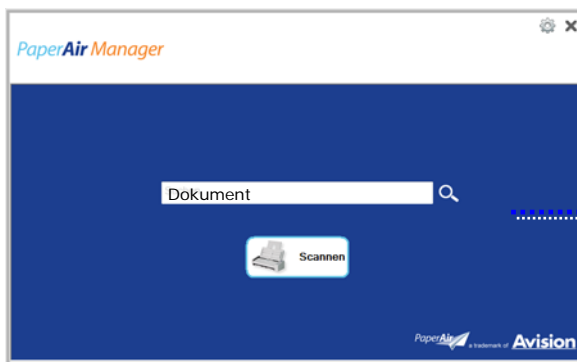 PaperAir Manager
Dokument
Scannen
PaperAir a trademark of Avision